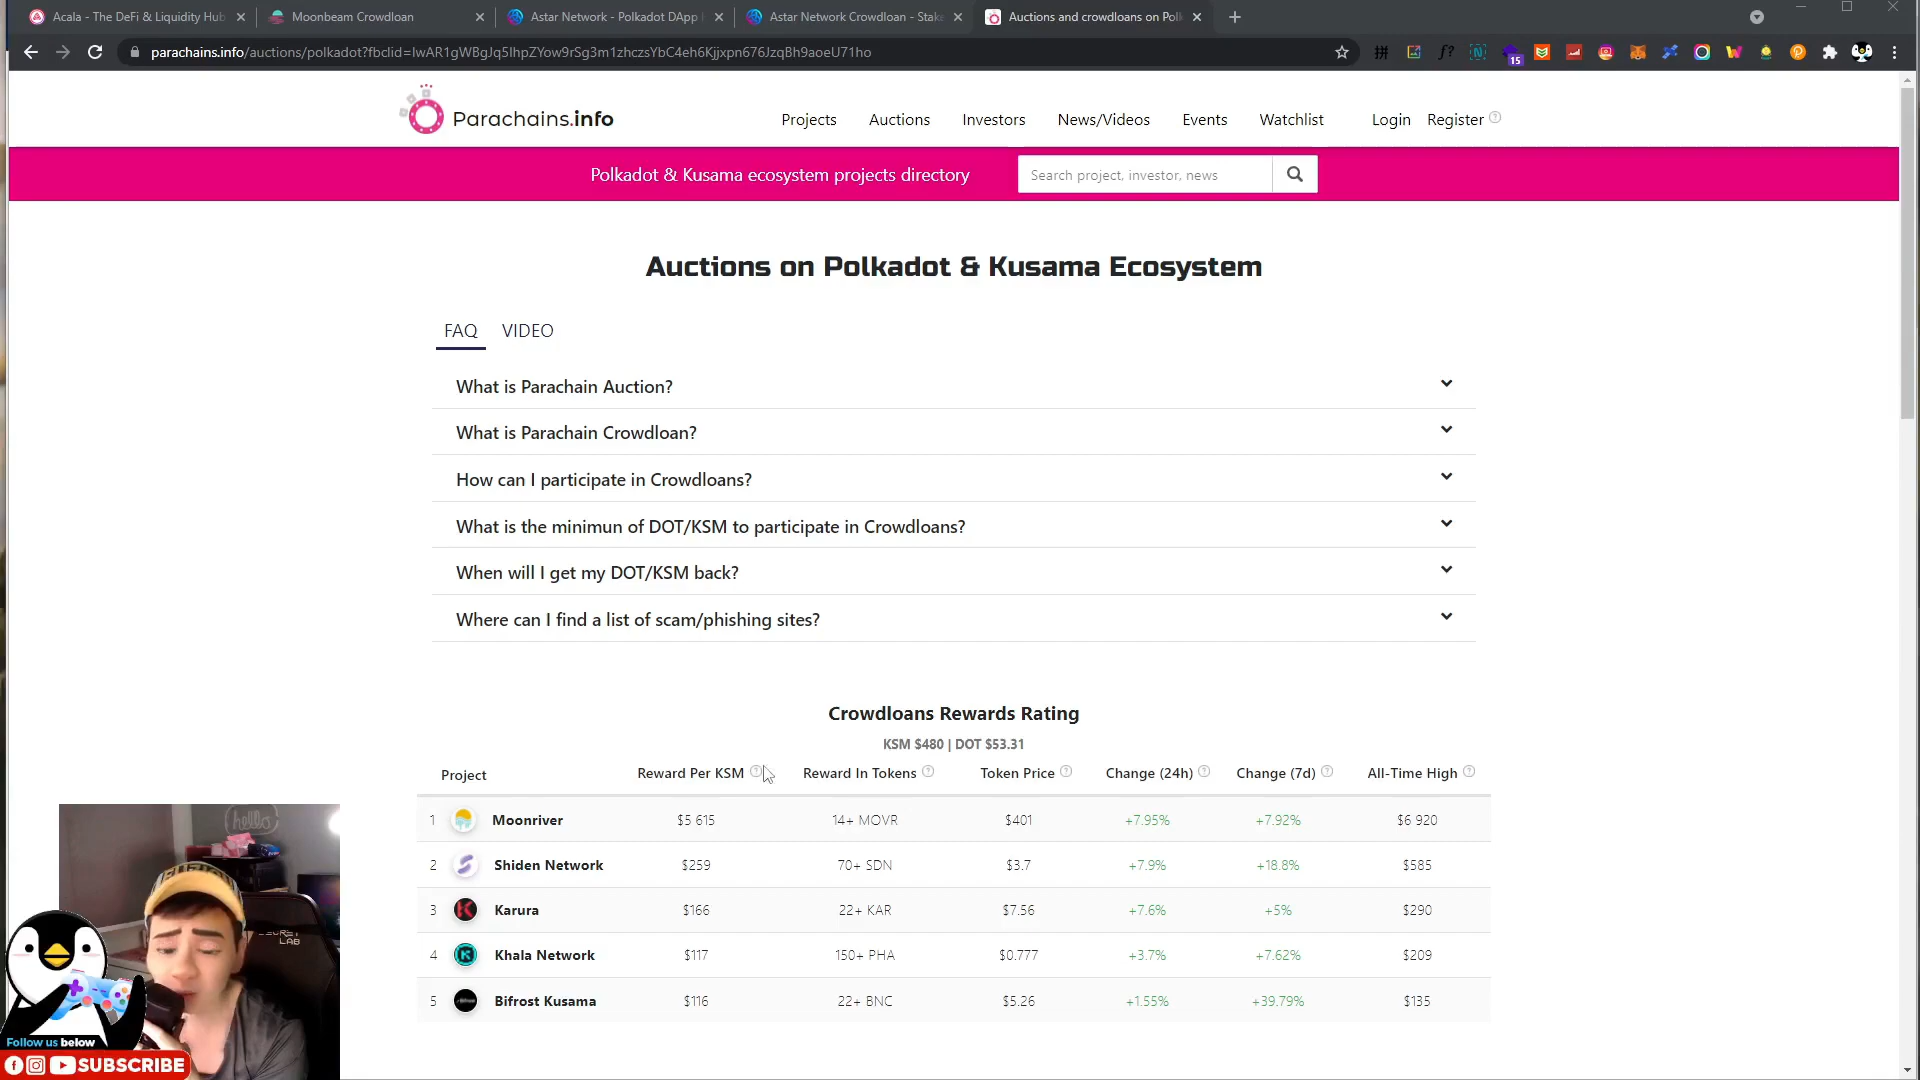 Acala - The DeFi & Liquidity Hub
Moonbeam Crowdloan
Astar Network - Polkadot DApp
Astar Network Crowdloan - Stake
Auctions and crowdloans on Polk
parachains.info/auctions/polkadot?fbclid=IwAR1gWBgJq5IhpZYow9rSg3m1zhczsYbC4eh6Kjjxpn676JzqBh9aoeU71ho
15
Parachains.info
Projects
Auctions
Investors
News/Videos
Events
Watchlist
Login
Register
Polkadot & Kusama ecosystem projects directory
Search project, investor, news
Auctions on Polkadot & Kusama Ecosystem
FAQ
VIDEO
What is Parachain Auction?
What is Parachain Crowdloan?
How can I participate in Crowdloans?
What is the minimun of DOT/KSM to participate in Crowdloans?
When will I get my DOT/KSM back?
Where can I find a list of scam/phishing sites?
Crowdloans Rewards Rating
KSM $480 | DOT $53.31
Project Reward Per KSM Reward In Tokens Token Price Change (24h) Change (7d) All-Time High
1 Moonriver $5 615 14+ MOVR $401 +7.95% +7.92% $6 920
2 Shiden Network $259 70+ SDN $3.7 +7.9% +18.8% $585
3 Karura $166 22+ KAR $7.56 +7.6% +5% $290
4 Khala Network $117 150+ PHA $0.777 +3.7% +7.62% $209
5 Bifrost Kusama $116 22+ BNC $5.26 +1.55% +39.79% $135
hello
SECRET
LAB
Follow us below
SUBSCRIBE